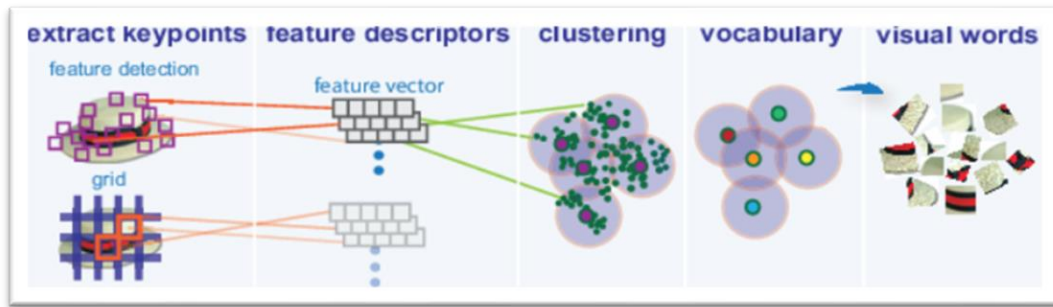 extract keypoints
feature descriptors
clustering
vocabulary
visual words
feature detection
feature vector
grid